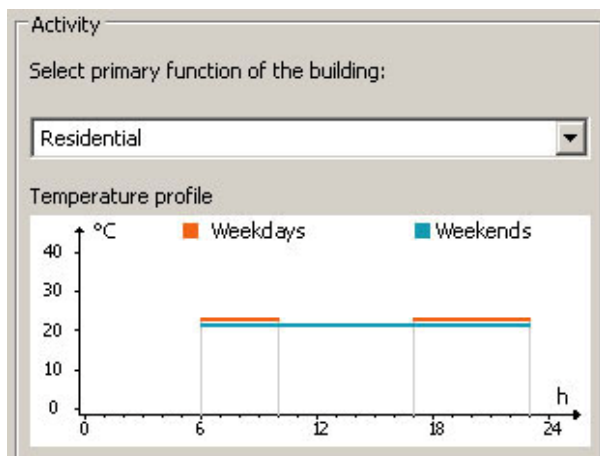 Activity
Select primary function of the building:
Residential
Temperature profile
°C Weekdays Weekends
40
30
20
10
0
h
0 6 12 18 24